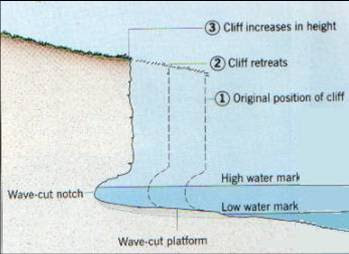 ③ Cliff increases in height
② Cliff retreats
① Original position of cliff
High water mark
Wave-cut notch
Low water mark
Wave-cut platform